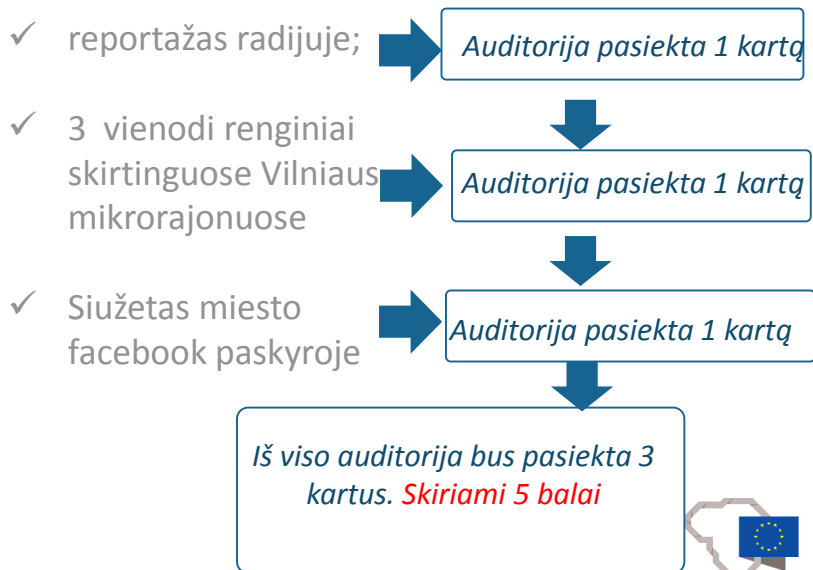 reportažas radijuje;
Auditorija pasiekta 1 kartą
3 vienodi renginiai
skirtinguose Vilniaus
mikrorajonuose
Auditorija pasiekta 1 kartą
Siužetas miesto
facebook paskyroje
Auditorija pasiekta 1 kartą
Iš viso auditorija bus pasiekta 3
kartus. Skiriami 5 balai